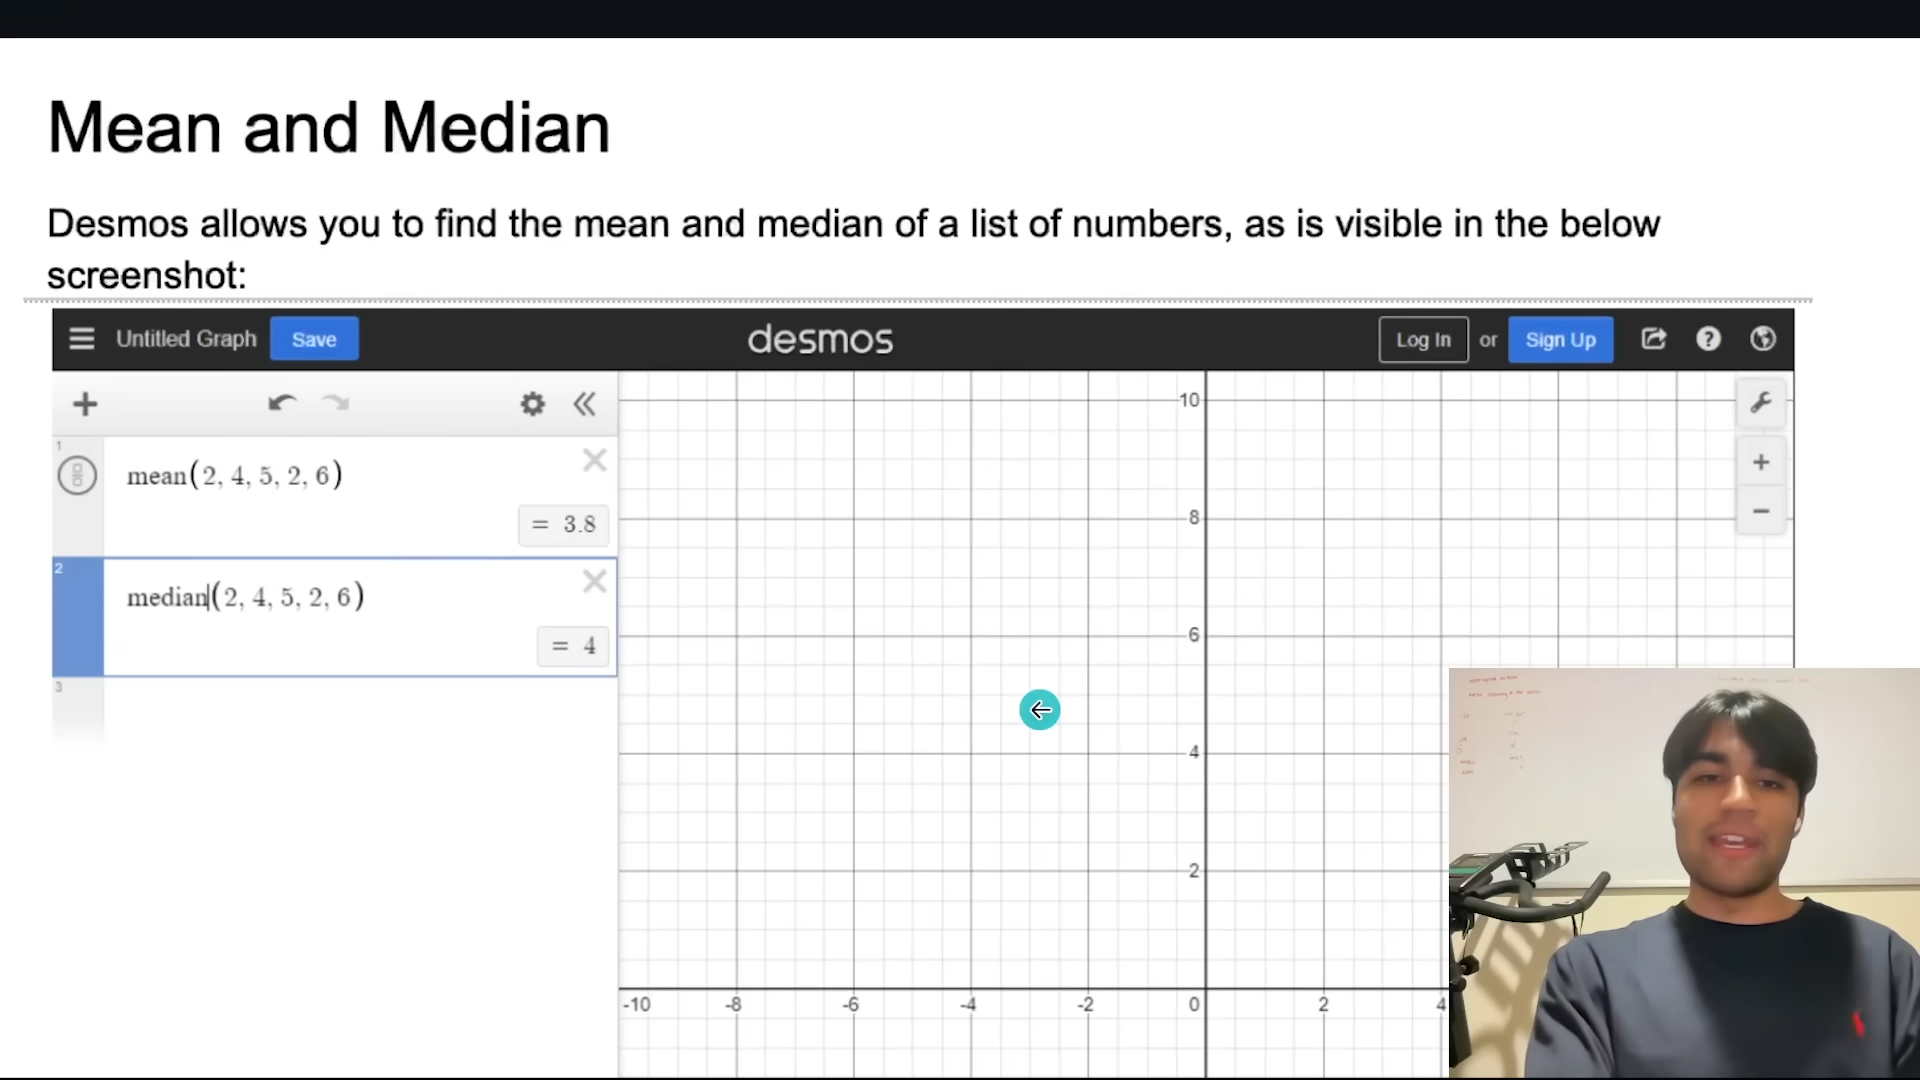 Mean and Median
Desmos allows you to find the mean and median of a list of numbers, as is visible in the below
screenshot:
Untitled Graph Save desmos Log In or Sign Up ?
1
mean(2, 4, 5, 2, 6)
= 3.8
2
median(2, 4, 5, 2, 6)
= 4
3
10
8
6
4
2
-10 -8 -6 -4 -2 0 2 4